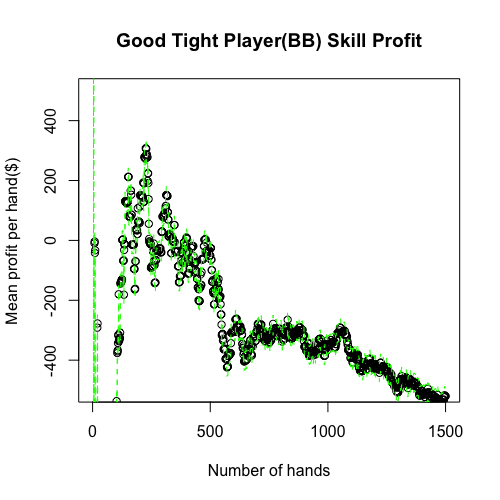 Good Tight Player(BB) Skill Profit
Mean profit per hand($)
400
200
0
-200
-400
0 500 1000 1500
Number of hands